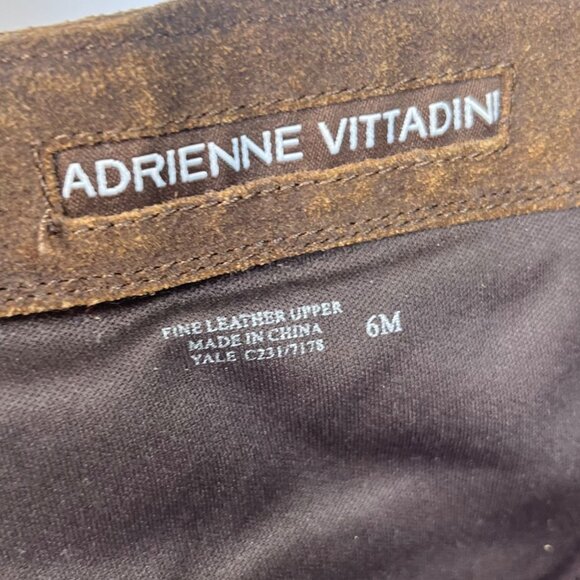 ADRIENNE VITTADINI
FINE LEATHER UPPER
MADE IN CHINA
YALE C231/7178
6M